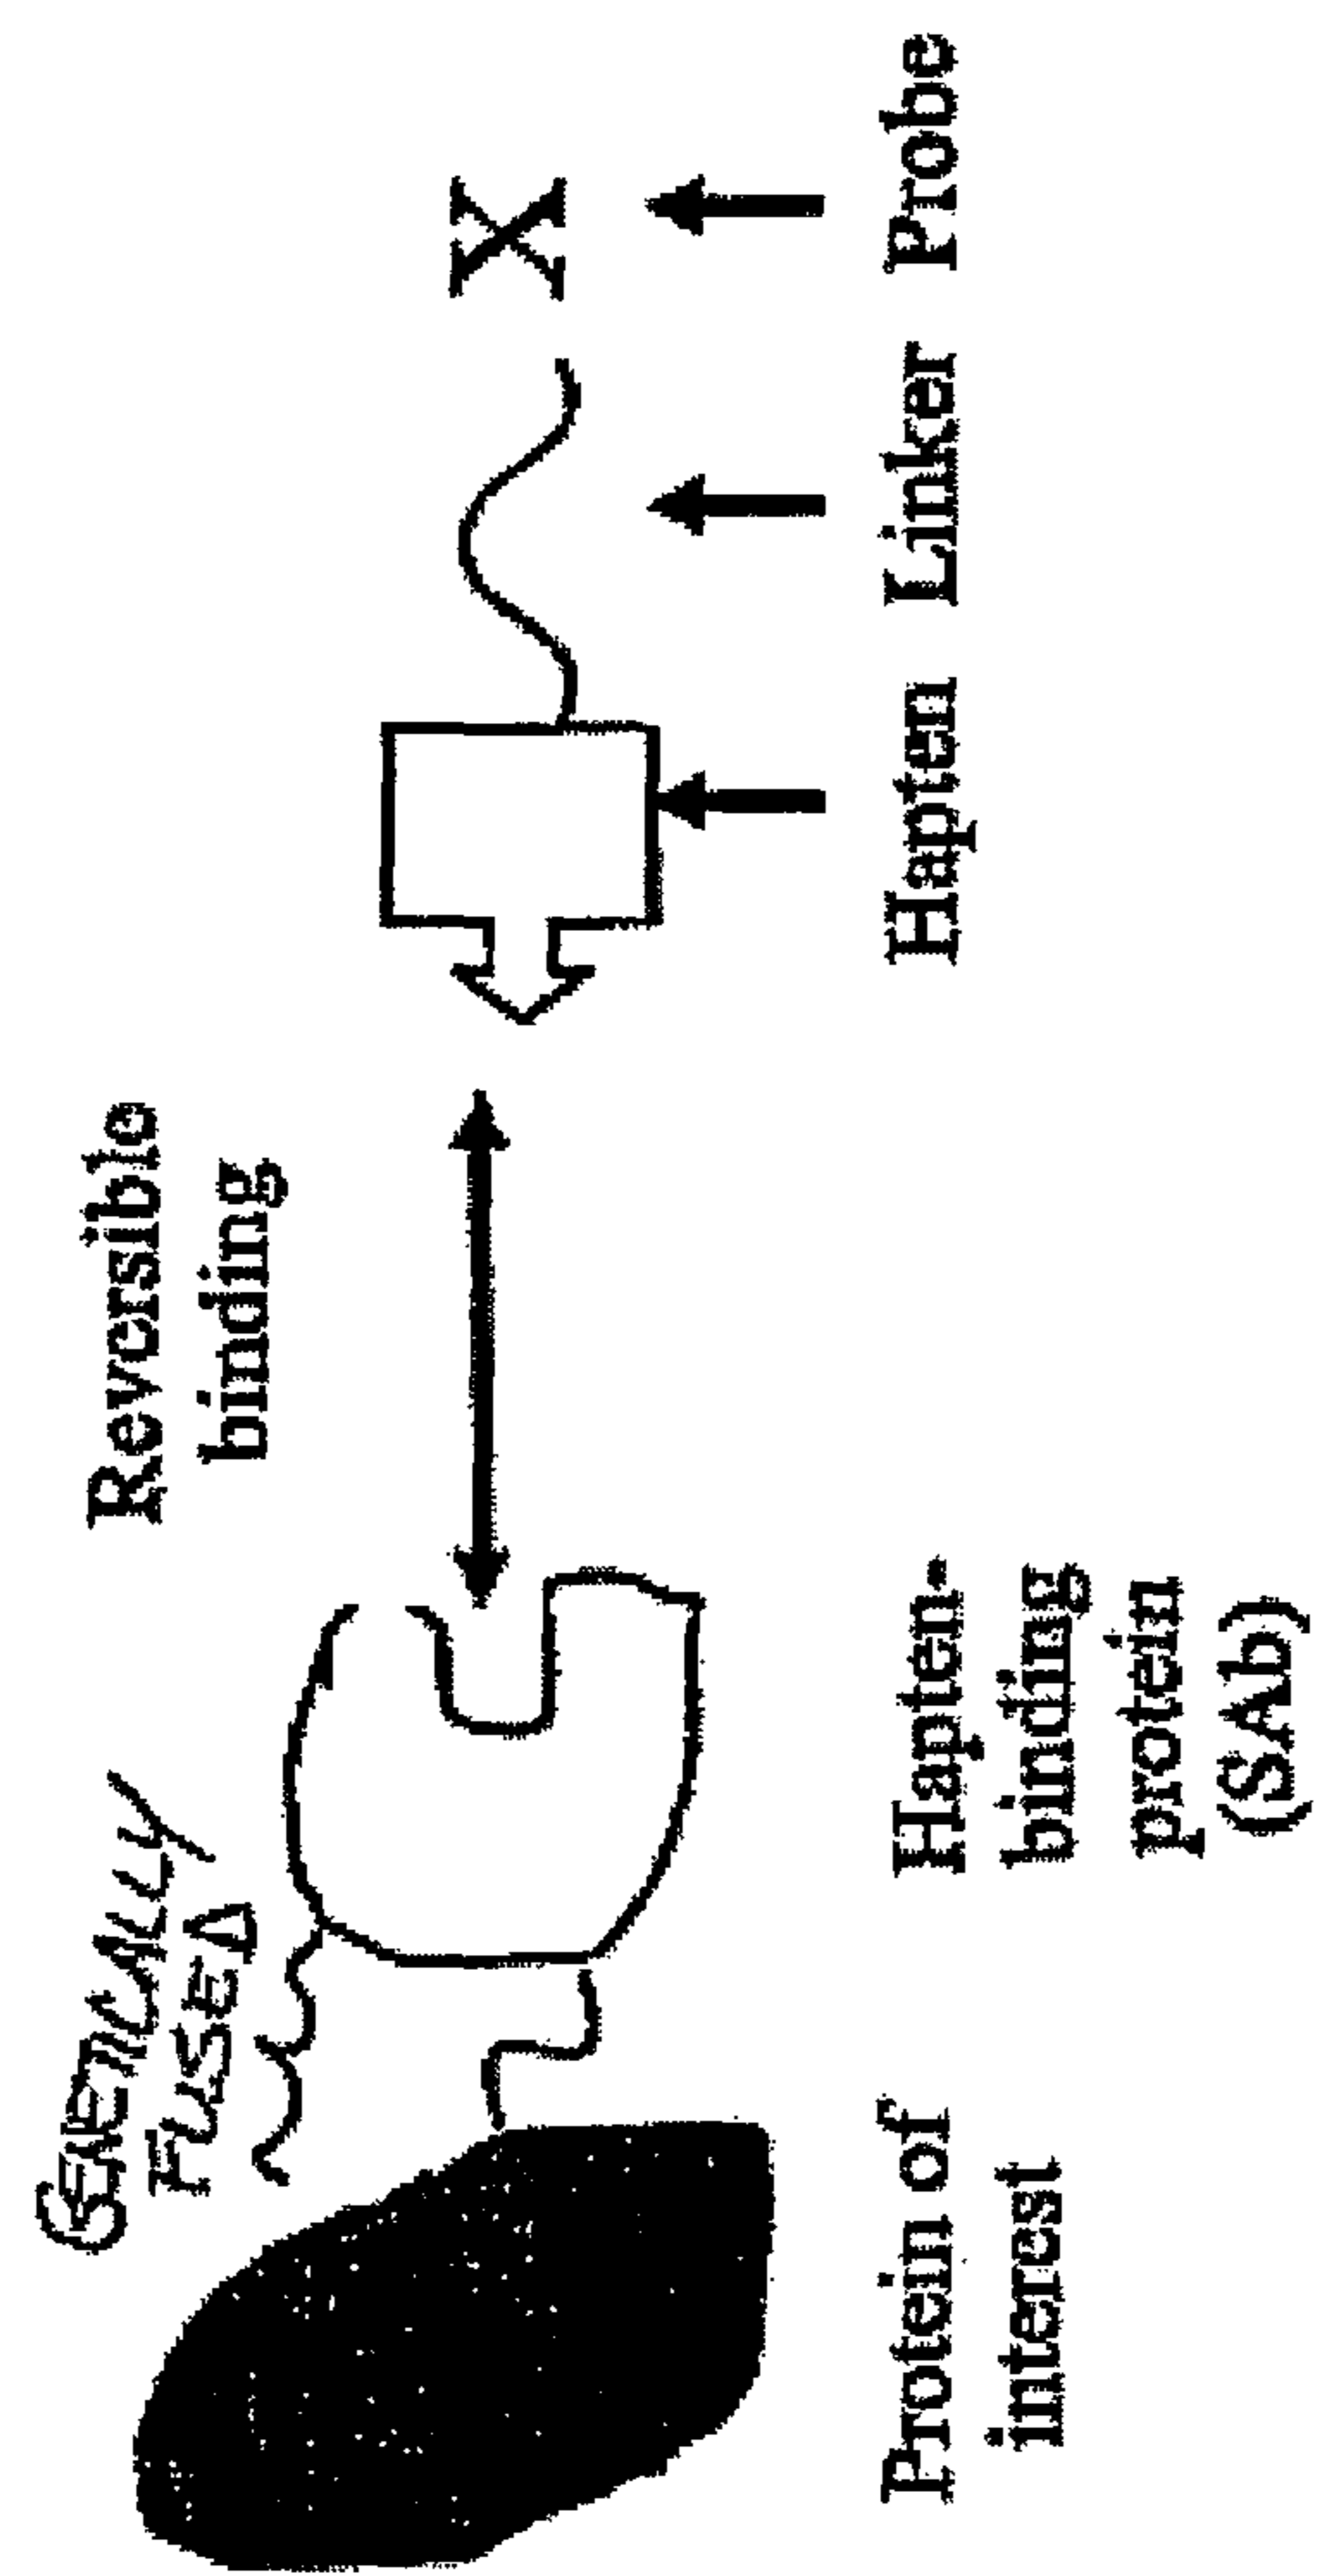 GENETICALLY
FUSED
Reversible
binding
X
Protein of
interest
Hapten-
binding
protein
(SAb)
Hapten
Linker
Probe